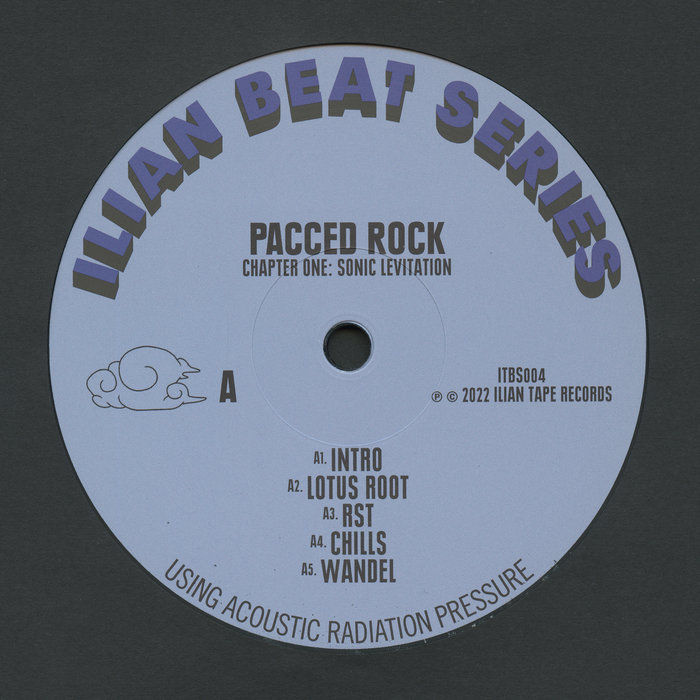 ILIAN BEAT SERIES
PACCED ROCK
CHAPTER ONE: SONIC LEVITATION
A
ITBS004
℗ © 2022 ILIAN TAPE RECORDS
A1. INTRO
A2. LOTUS ROOT
A3. RST
A4. CHILLS
A5. WANDEL
USING ACOUSTIC RADIATION PRESSURE